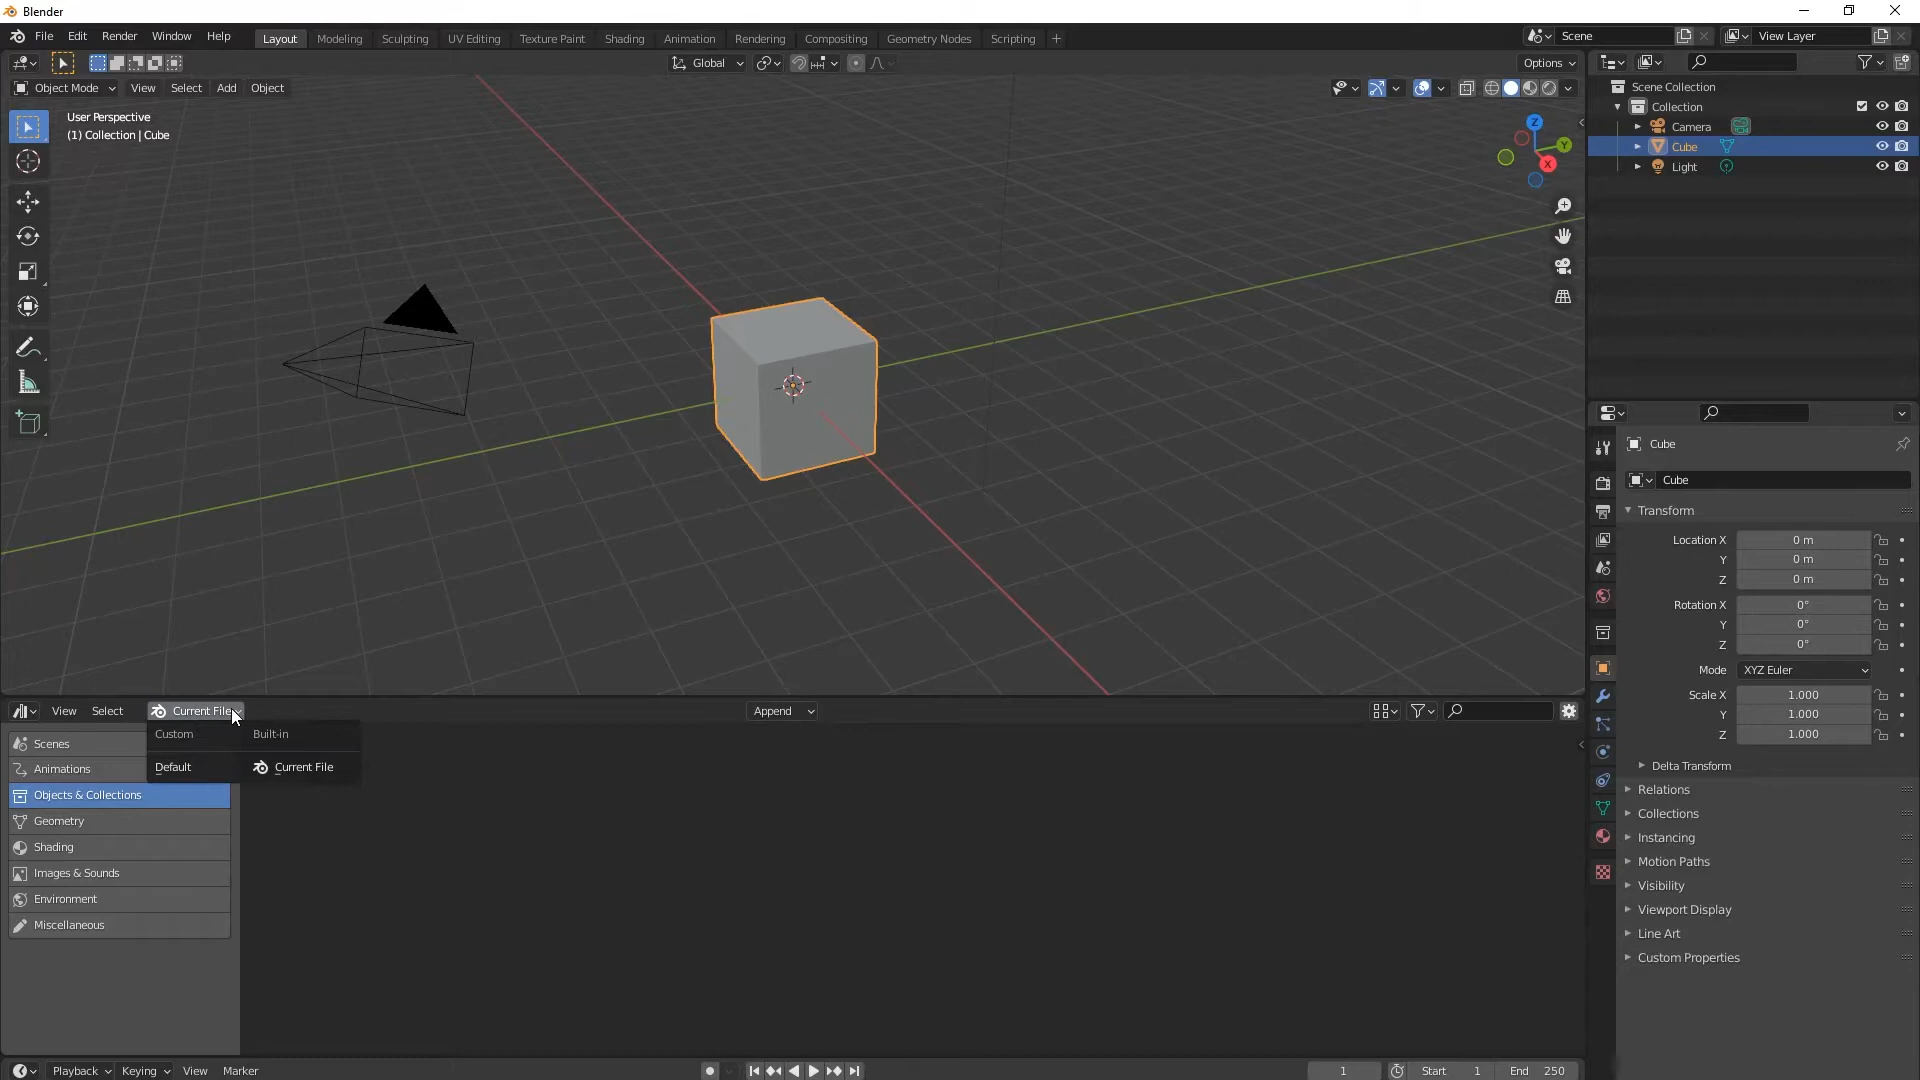 Blender
File Edit Render Window Help
Layout Modeling Sculpting UV Editing Texture Paint Shading Animation Rendering Compositing Geometry Nodes Scripting +
Scene
View Layer
Global
Options
Object Mode View Select Add Object
User Perspective
(1) Collection | Cube
Z
Y
X
Scene Collection
Collection
Camera
Cube
Light
Cube
Cube
Transform
Location X 0 m
Y 0 m
Z 0 m
Rotation X 0°
Y 0°
Z 0°
Mode XYZ Euler
Scale X 1.000
Y 1.000
Z 1.000
Delta Transform
Relations
Collections
Instancing
Motion Paths
Visibility
Viewport Display
Line Art
Custom Properties
View Select Current File Append
Custom Built-in
Default Current File
Scenes
Animations
Objects & Collections
Geometry
Shading
Images & Sounds
Environment
Miscellaneous
Playback Keying View Marker
1 Start 1 End 250